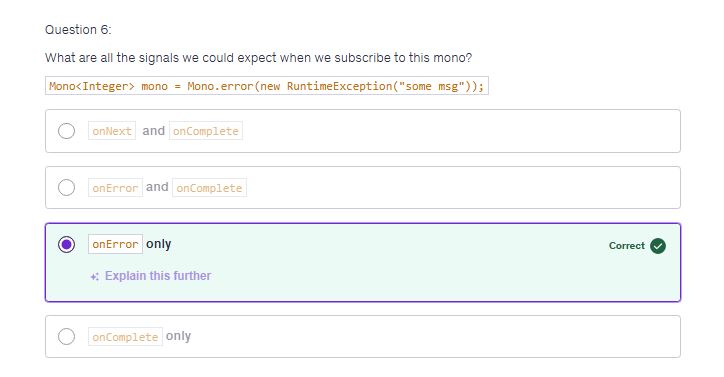 Question 6:
What are all the signals we could expect when we subscribe to this mono?
Mono<Integer> mono = Mono.error(new RuntimeException("some msg"));
onNext and onComplete
onError and onComplete
onError only
Correct
Explain this further
onComplete only